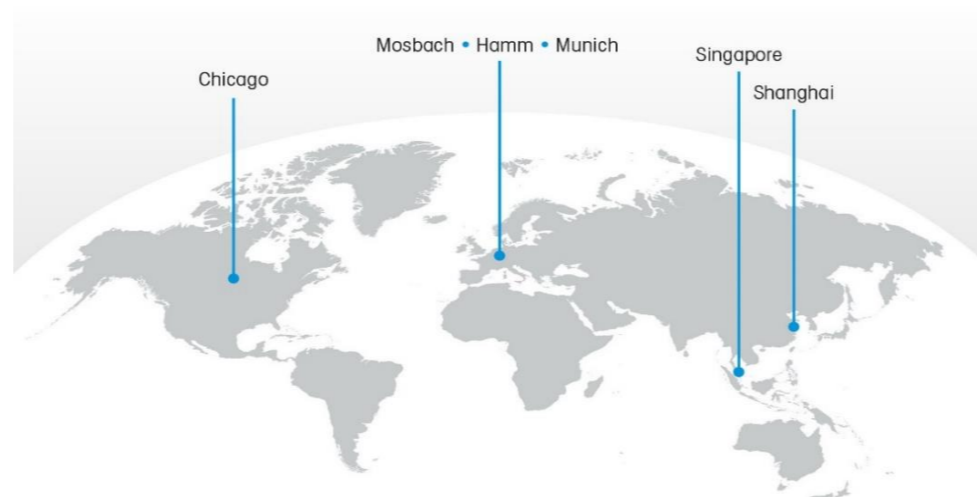 Mosbach • Hamm • Munich
Singapore
Chicago
Shanghai